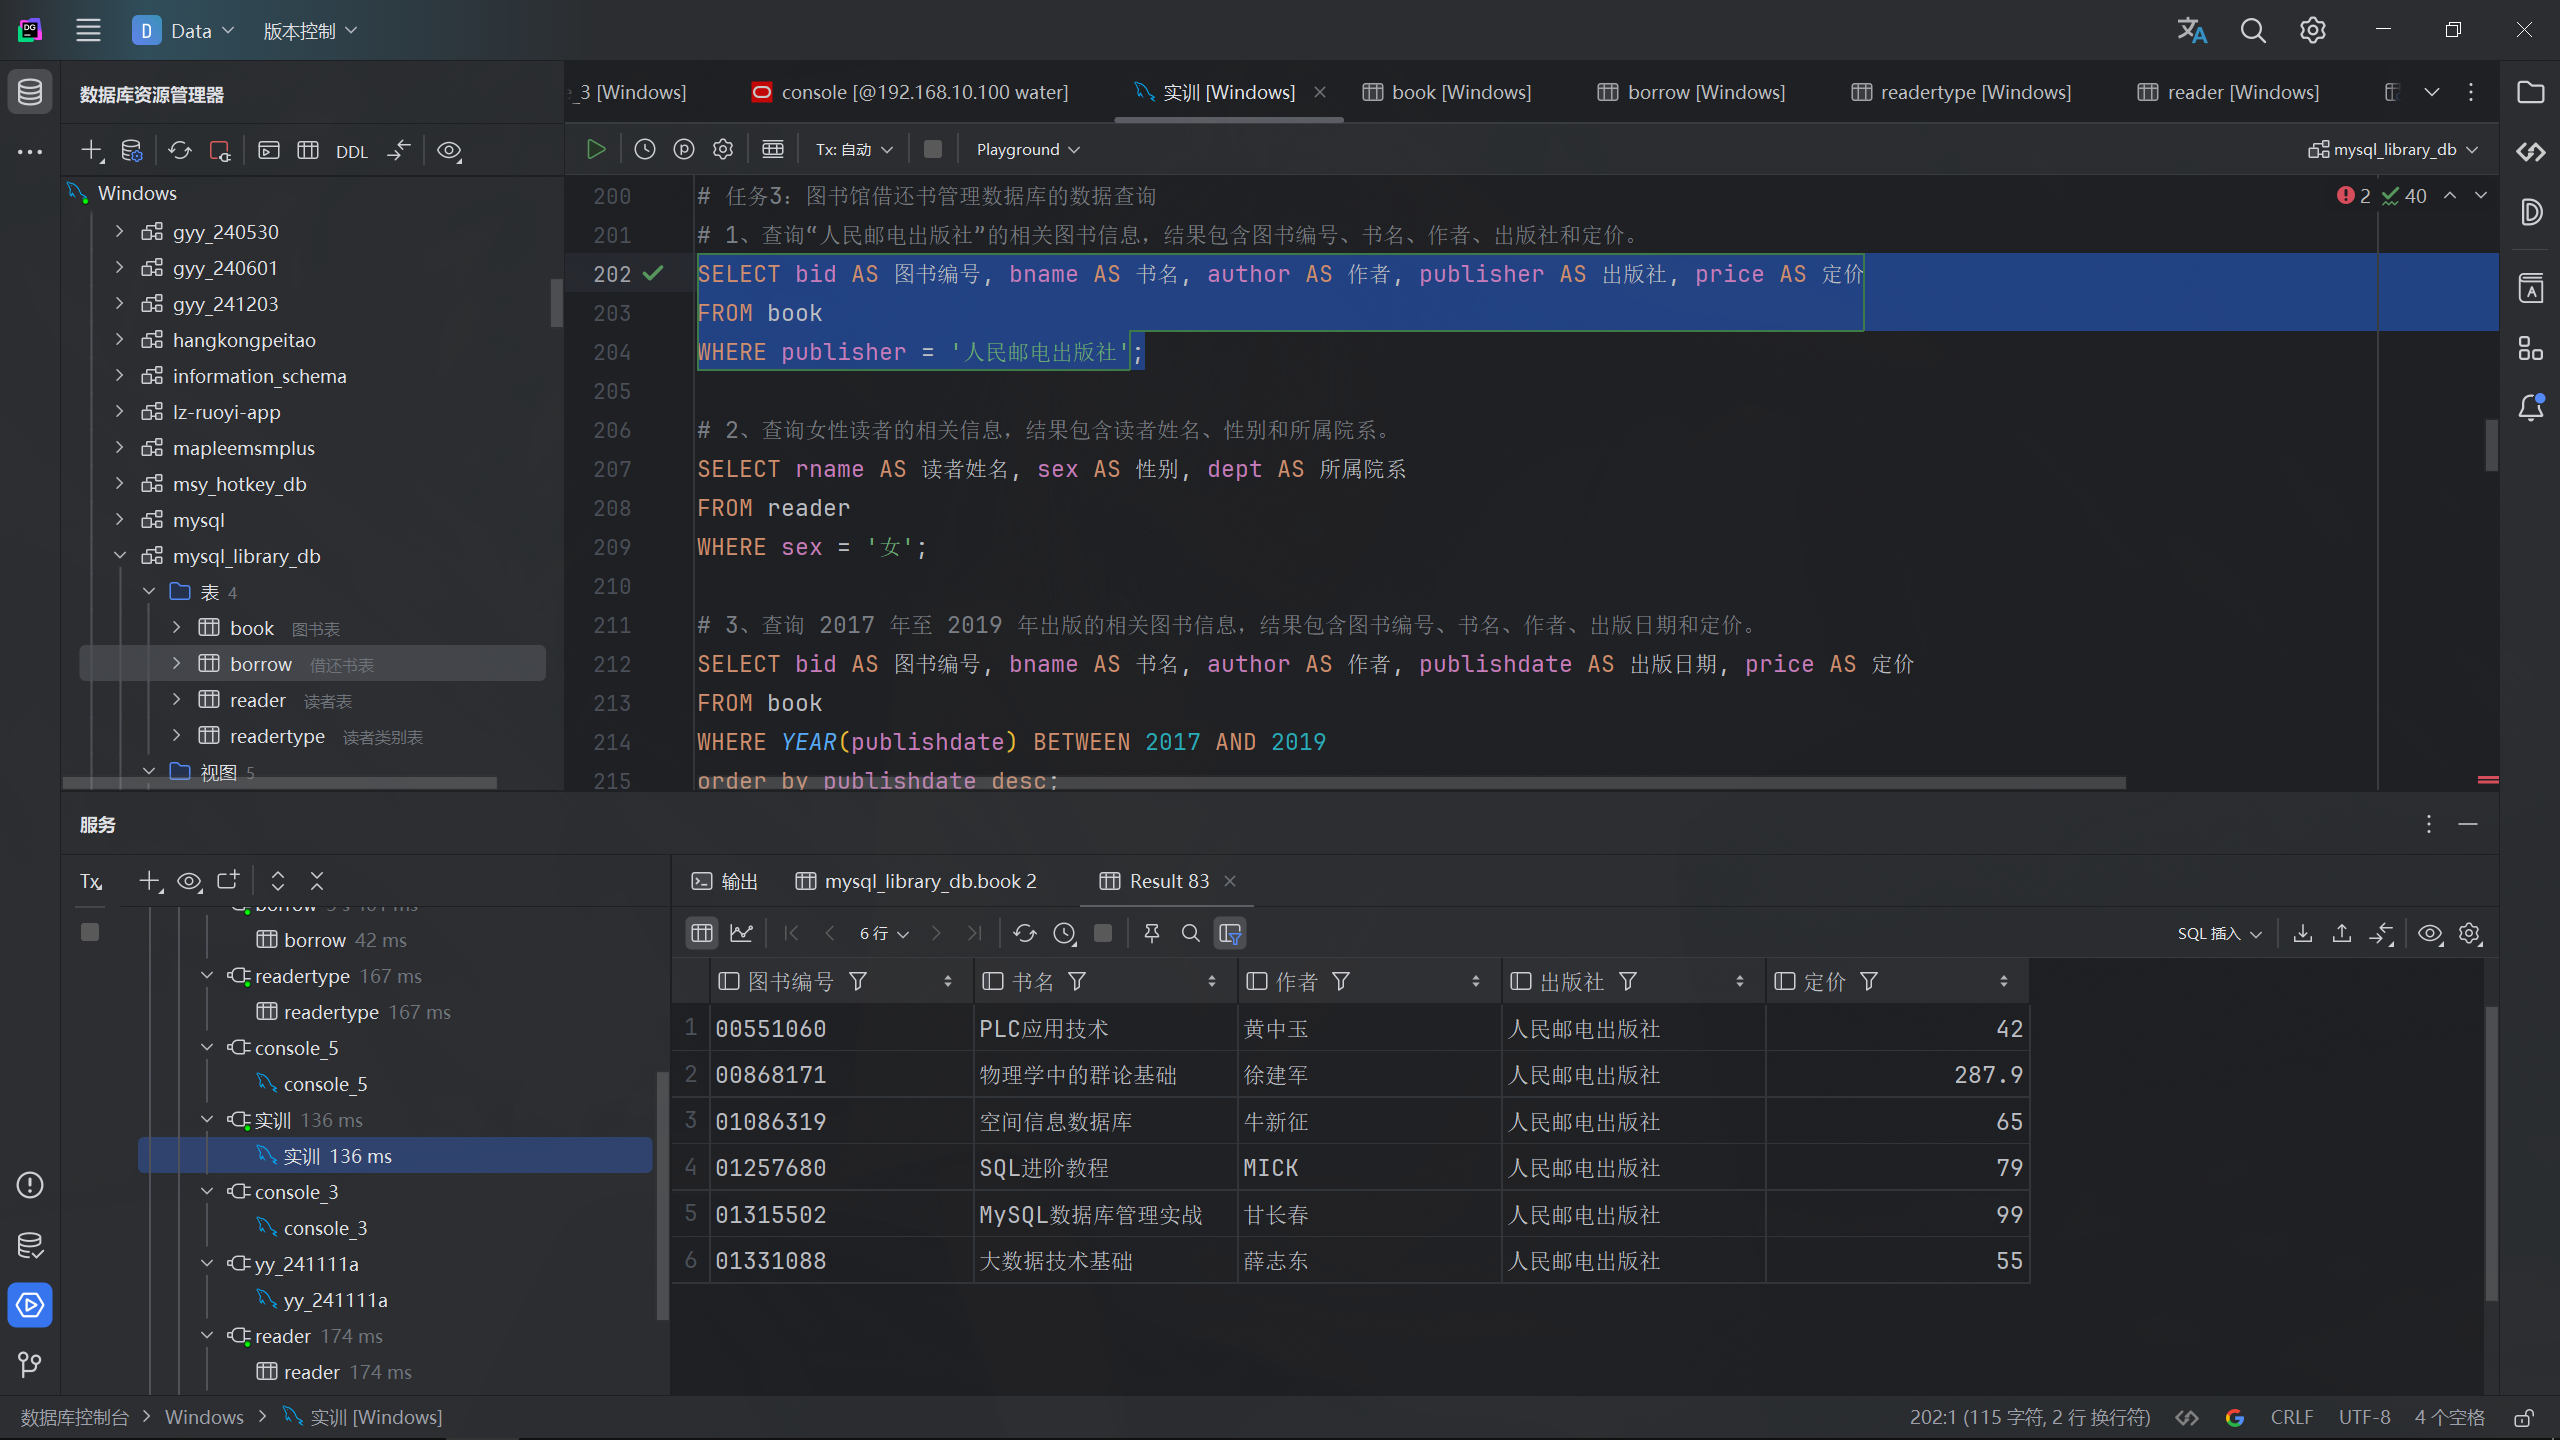 D Data 版本控制
数据库资源管理器
_3 [Windows] console [@192.168.10.100 water] 实训 [Windows] book [Windows] borrow [Windows] readertype [Windows] reader [Windows]
DDL
Tx: 自动 Playground mysql_library_db
Windows
gyy_240530
gyy_240601
gyy_241203
hangkongpeitao
information_schema
lz-ruoyi-app
mapleemsmplus
msy_hotkey_db
mysql
mysql_library_db
表 4
book 图书表
borrow 借还书表
reader 读者表
readertype 读者类别表
视图 5
2 40
200 # 任务3：图书馆借还书管理数据库的数据查询
201 # 1、查询“人民邮电出版社”的相关图书信息，结果包含图书编号、书名、作者、出版社和定价。
202 SELECT bid AS 图书编号, bname AS 书名, author AS 作者, publisher AS 出版社, price AS 定价
203 FROM book
204 WHERE publisher = '人民邮电出版社';
205
206 # 2、查询女性读者的相关信息，结果包含读者姓名、性别和所属院系。
207 SELECT rname AS 读者姓名, sex AS 性别, dept AS 所属院系
208 FROM reader
209 WHERE sex = '女';
210
211 # 3、查询 2017 年至 2019 年出版的相关图书信息，结果包含图书编号、书名、作者、出版日期和定价。
212 SELECT bid AS 图书编号, bname AS 书名, author AS 作者, publishdate AS 出版日期, price AS 定价
213 FROM book
214 WHERE YEAR(publishdate) BETWEEN 2017 AND 2019
215 order by publishdate desc;
服务
Tx
borrow 42 ms
readertype 167 ms
readertype 167 ms
console_5
console_5
实训 136 ms
实训 136 ms
console_3
console_3
yy_241111a
yy_241111a
reader 174 ms
reader 174 ms
输出 mysql_library_db.book 2 Result 83
6 行 SQL 插入
图书编号 书名 作者 出版社 定价
1 00551060 PLC应用技术 黄中玉 人民邮电出版社 42
2 00868171 物理学中的群论基础 徐建军 人民邮电出版社 287.9
3 01086319 空间信息数据库 牛新征 人民邮电出版社 65
4 01257680 SQL进阶教程 MICK 人民邮电出版社 79
5 01315502 MySQL数据库管理实战 甘长春 人民邮电出版社 99
6 01331088 大数据技术基础 薛志东 人民邮电出版社 55
数据库控制台 Windows 实训 [Windows]
202:1 (115 字符, 2 行 换行符) CRLF UTF-8 4 个空格